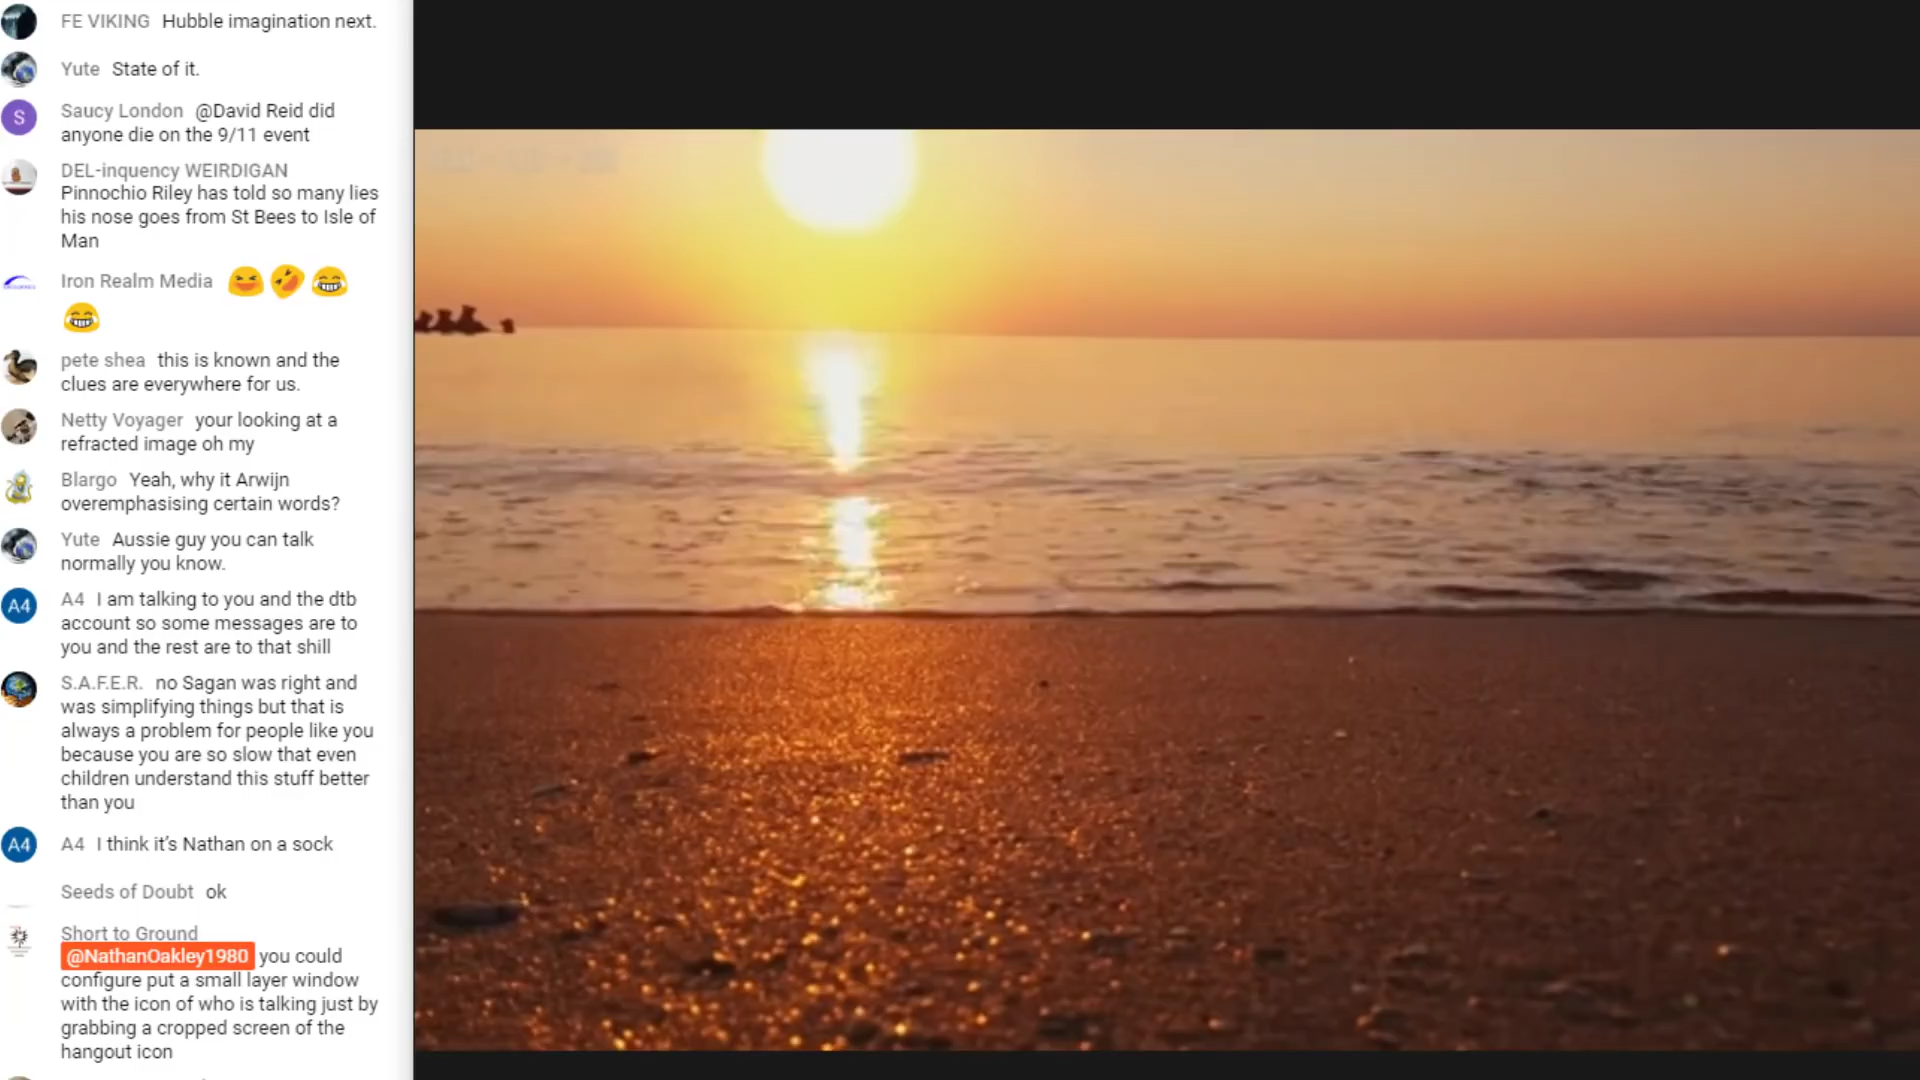 FE VIKING Hubble imagination next.
Yute State of it.
S
Saucy London @David Reid did
anyone die on the 9/11 event
DEL-inquency WEIRDIGAN
Pinnochio Riley has told so many lies
his nose goes from St Bees to Isle of
Man
Iron Realm Media
pete shea this is known and the
clues are everywhere for us.
Netty Voyager your looking at a
refracted image oh my
Blargo Yeah, why it Arwijn
overemphasising certain words?
Yute Aussie guy you can talk
normally you know.
A4
A4 I am talking to you and the dtb
account so some messages are to
you and the rest are to that shill
S.A.F.E.R. no Sagan was right and
was simplifying things but that is
always a problem for people like you
because you are so slow that even
children understand this stuff better
than you
A4
A4 I think it’s Nathan on a sock
Seeds of Doubt ok
Short to Ground
@NathanOakley1980 you could
configure put a small layer window
with the icon of who is talking just by
grabbing a cropped screen of the
hangout icon